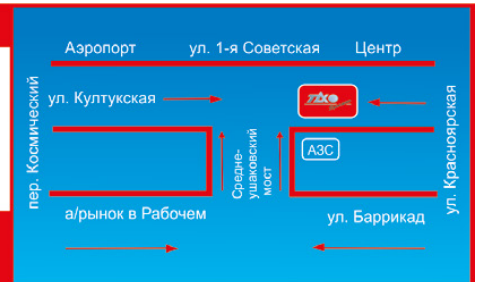 Аэропорт
ул. 1-я Советская
Центр
пер. Космический
ул. Култукская
ул. Красноярская
АЗС
Средне-
ушаковский
мост
а/рынок в Рабочем
ул. Баррикад